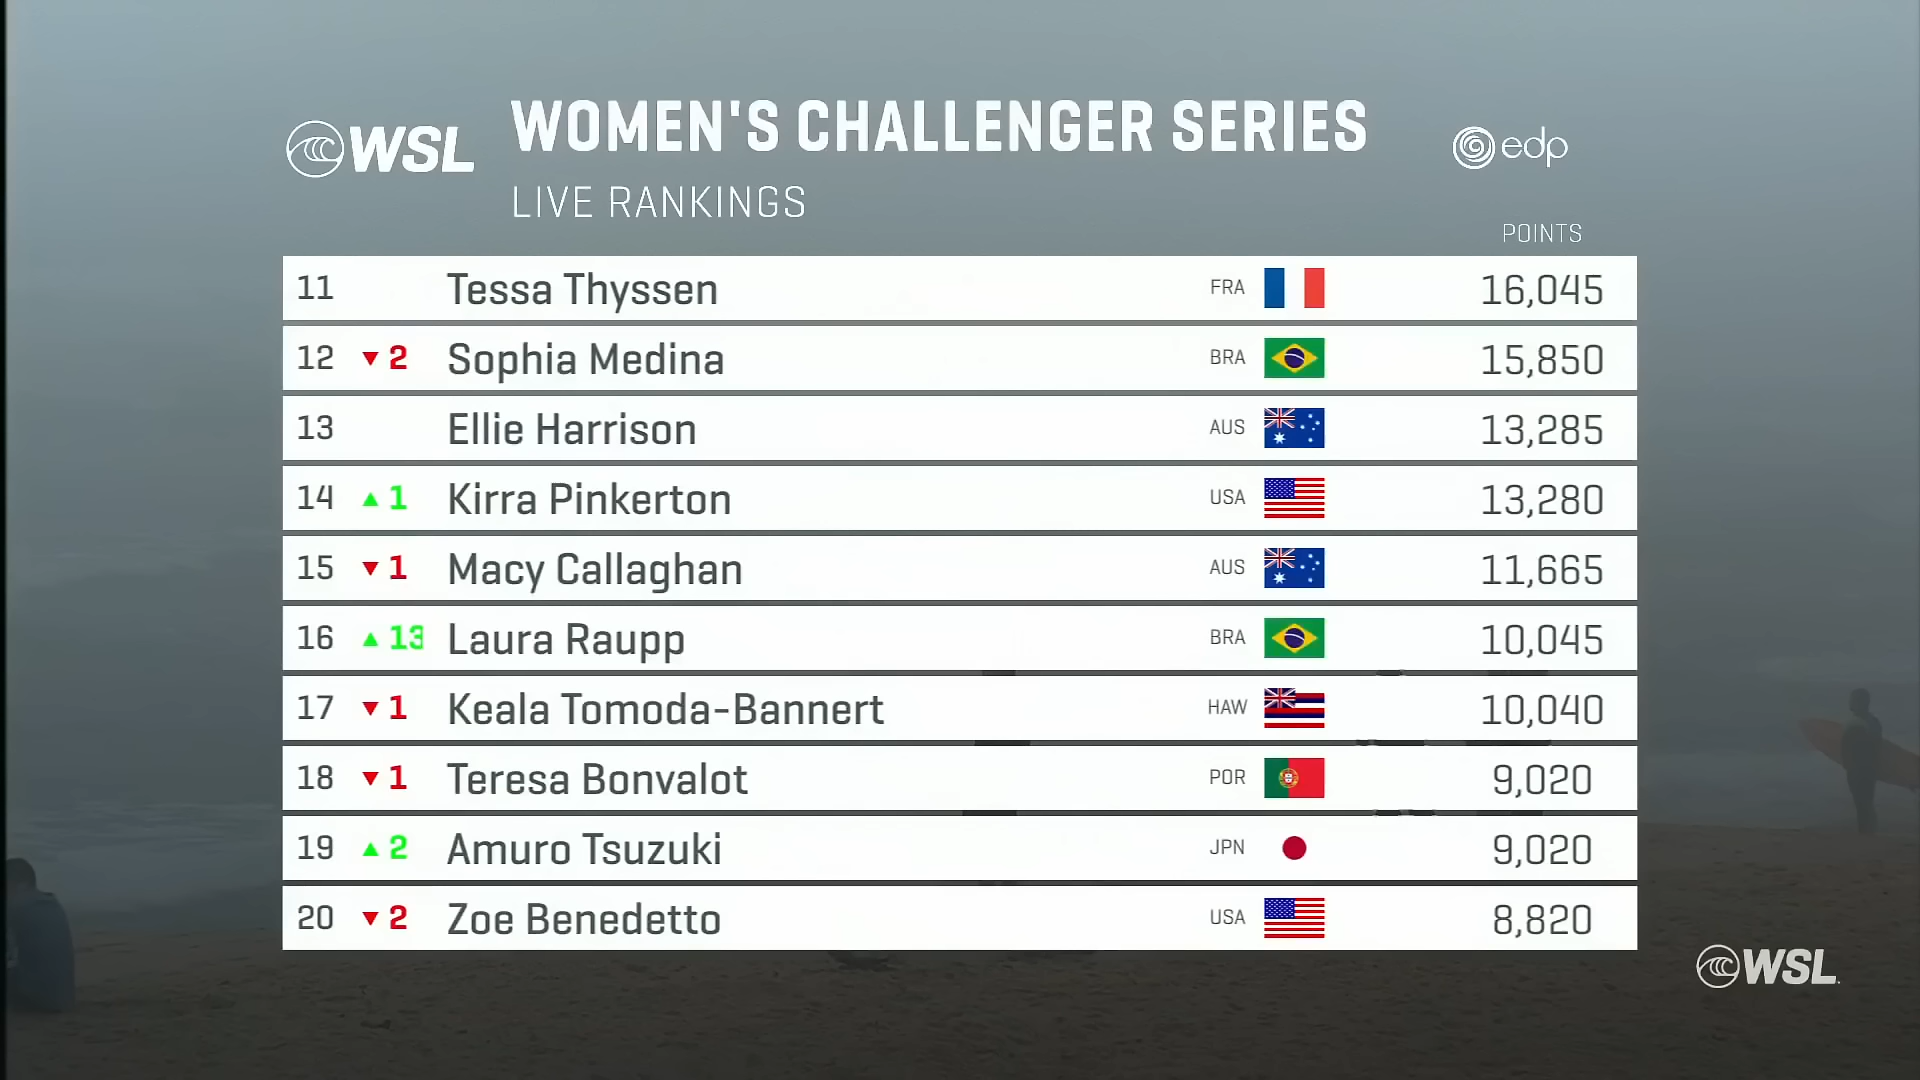 WSL
WOMEN'S CHALLENGER SERIES
LIVE RANKINGS
edp
POINTS
11 Tessa Thyssen FRA 16,045
12 ▼ 2 Sophia Medina BRA 15,850
13 Ellie Harrison AUS 13,285
14 ▲ 1 Kirra Pinkerton USA 13,280
15 ▼ 1 Macy Callaghan AUS 11,665
16 ▲ 13 Laura Raupp BRA 10,045
17 ▼ 1 Keala Tomoda-Bannert HAW 10,040
18 ▼ 1 Teresa Bonvalot POR 9,020
19 ▲ 2 Amuro Tsuzuki JPN 9,020
20 ▼ 2 Zoe Benedetto USA 8,820
WSL